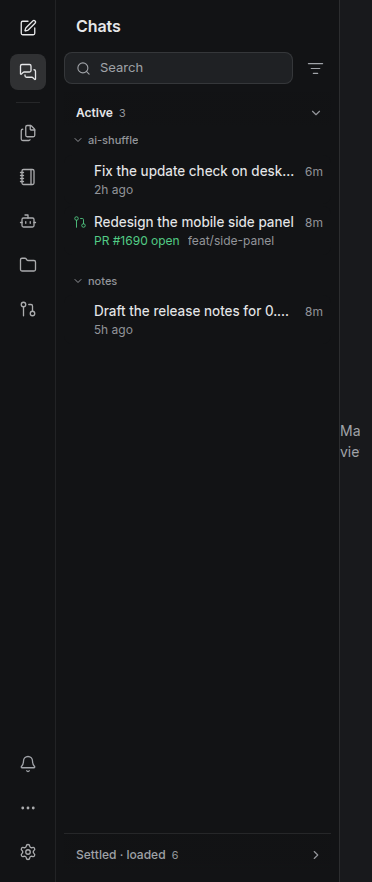 Chats
Search
Active 3
ai-shuffle
Fix the update check on desk... 6m
2h ago
Redesign the mobile side panel 8m
PR #1690 open feat/side-panel
notes
Draft the release notes for 0.... 8m
5h ago
Ma
vie
Settled · loaded 6